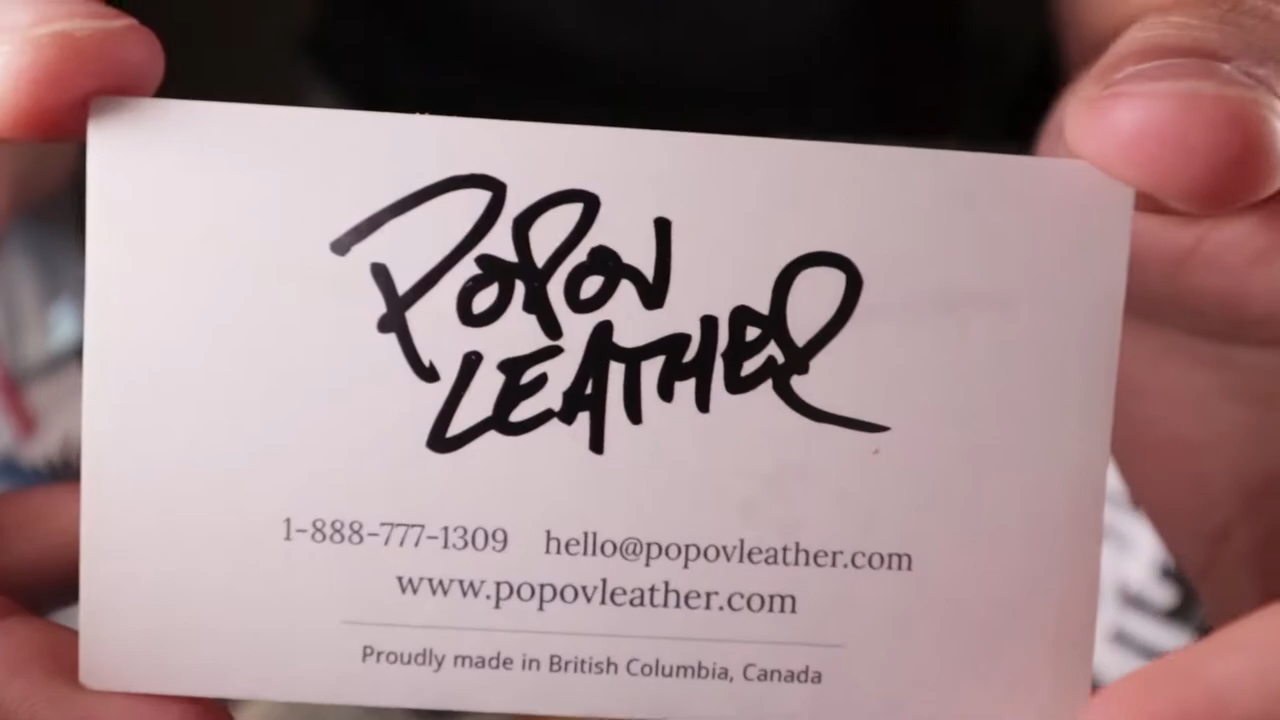 POPOV
LEATHER
1-888-777-1309 hello@popovleather.com
www.popovleather.com
Proudly made in British Columbia, Canada